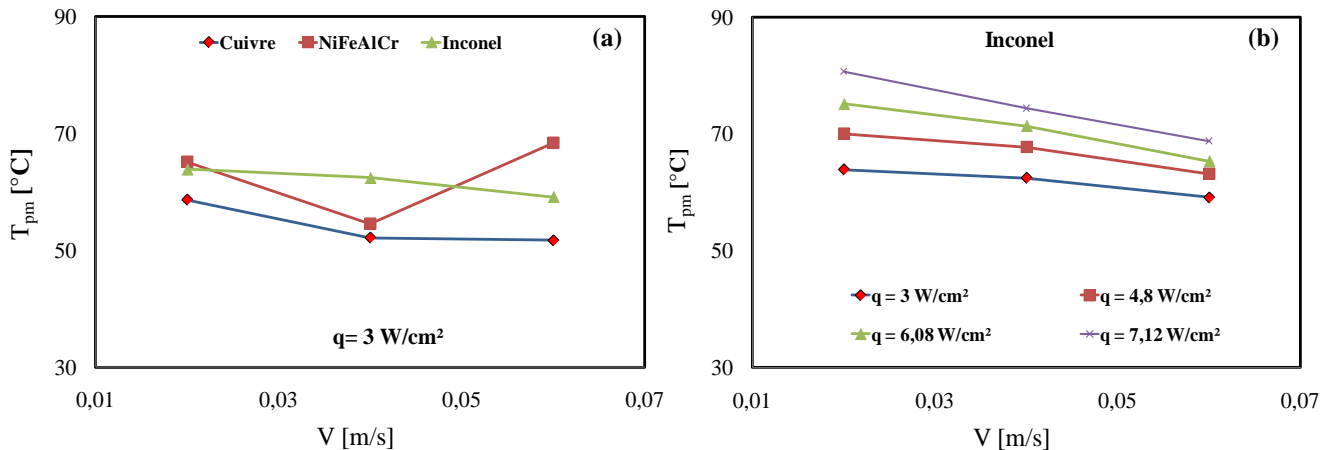 90
70
50
30
T_pm [°C]
Cuivre NiFeAlCr Inconel
(a)
q= 3 W/cm²
0,01 0,03 0,05 0,07
V [m/s]
90
70
50
30
T_pm [°C]
Inconel
(b)
q = 3 W/cm² q = 4,8 W/cm²
q = 6,08 W/cm² q = 7,12 W/cm²
0,01 0,03 0,05 0,07
V [m/s]